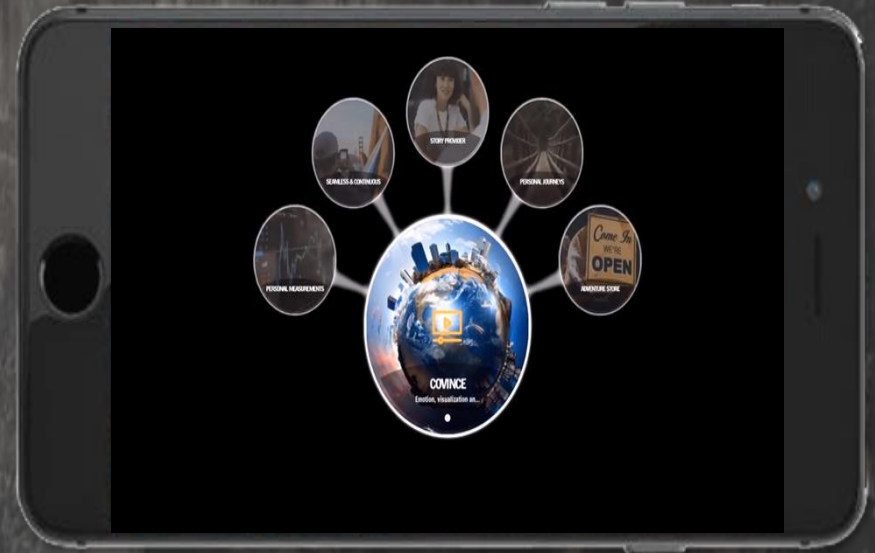 STORY PROVIDER
SEAMLESS & CONTINUOUS
PERSONAL JOURNEYS
Come In
WE'RE
OPEN
PERSONAL MEASUREMENTS
ADVENTURE STORE
COVINCE
Emotion, visualization an...